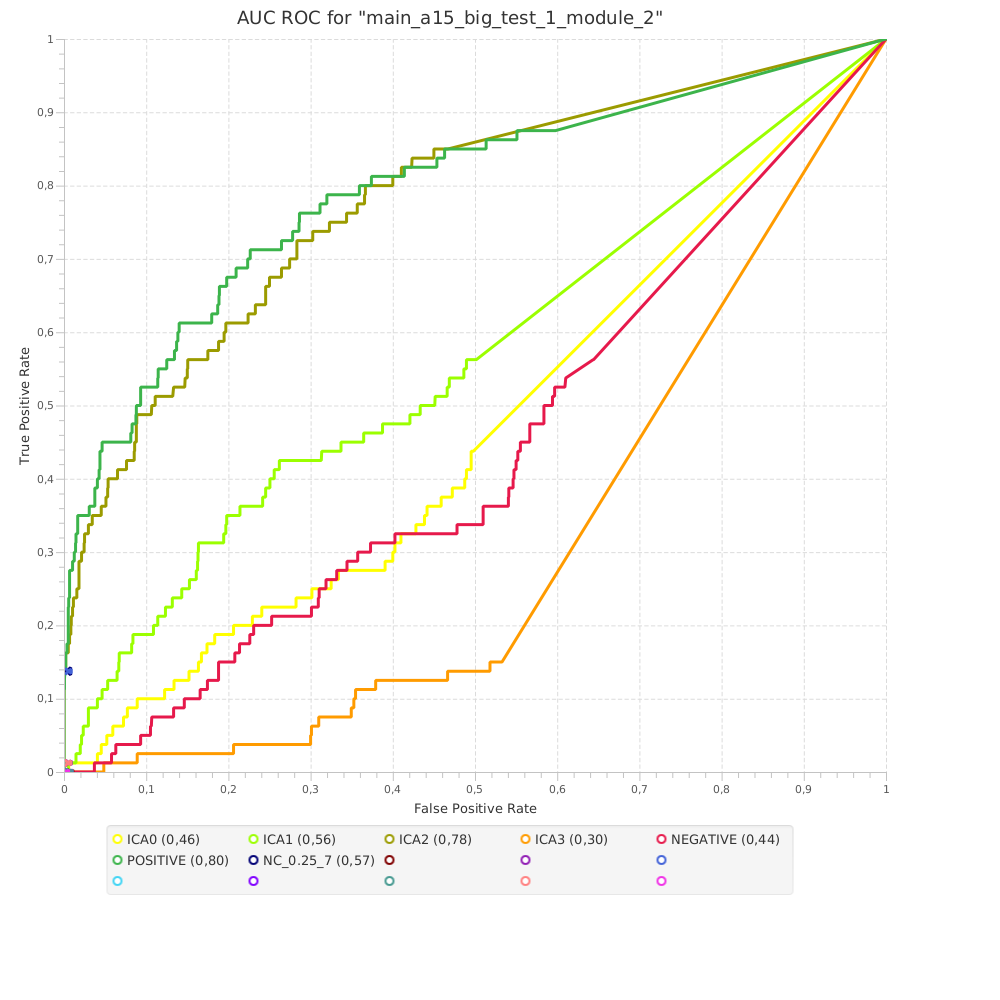 AUC ROC for "main_a15_big_test_1_module_2"
True Positive Rate
1
0,9
0,8
0,7
0,6
0,5
0,4
0,3
0,2
0,1
0
0 0,1 0,2 0,3 0,4 0,5 0,6 0,7 0,8 0,9 1
False Positive Rate
ICA0 (0,46) ICA1 (0,56) ICA2 (0,78) ICA3 (0,30) NEGATIVE (0,44)
POSITIVE (0,80) NC_0.25_7 (0,57)